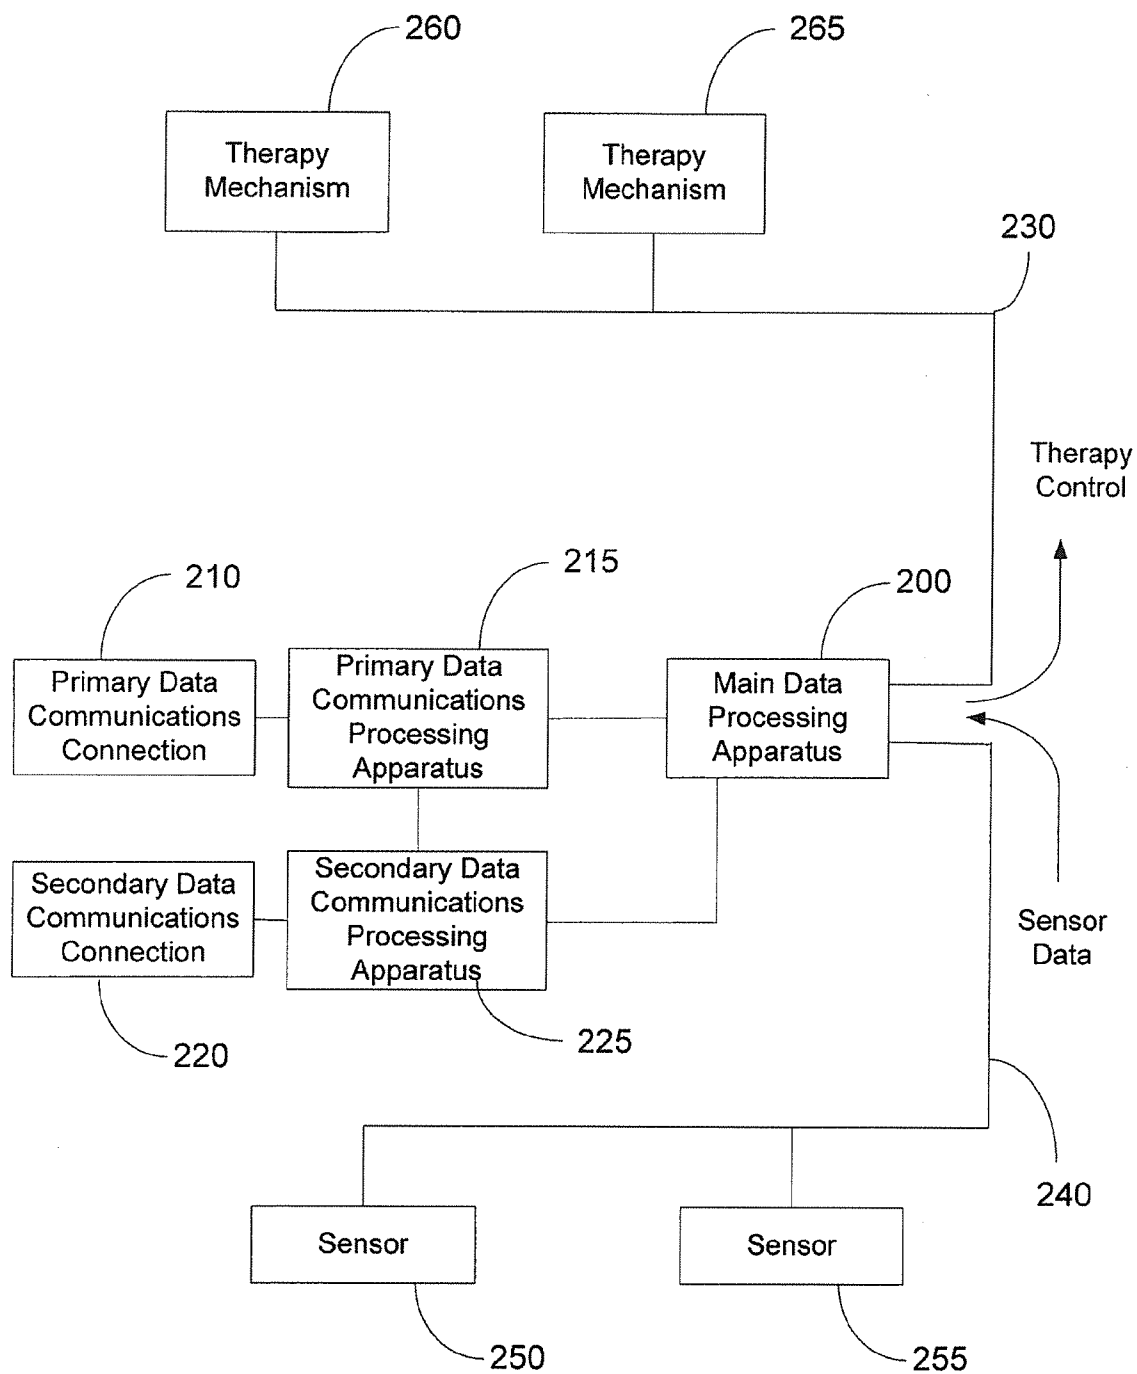 260
265
Therapy
Mechanism
Therapy
Mechanism
230
Therapy
Control
210
215
200
Primary Data
Communications
Connection
Primary Data
Communications
Processing
Apparatus
Main Data
Processing
Apparatus
Secondary Data
Communications
Connection
Secondary Data
Communications
Processing
Apparatus
Sensor
Data
220
225
240
Sensor
Sensor
250
255